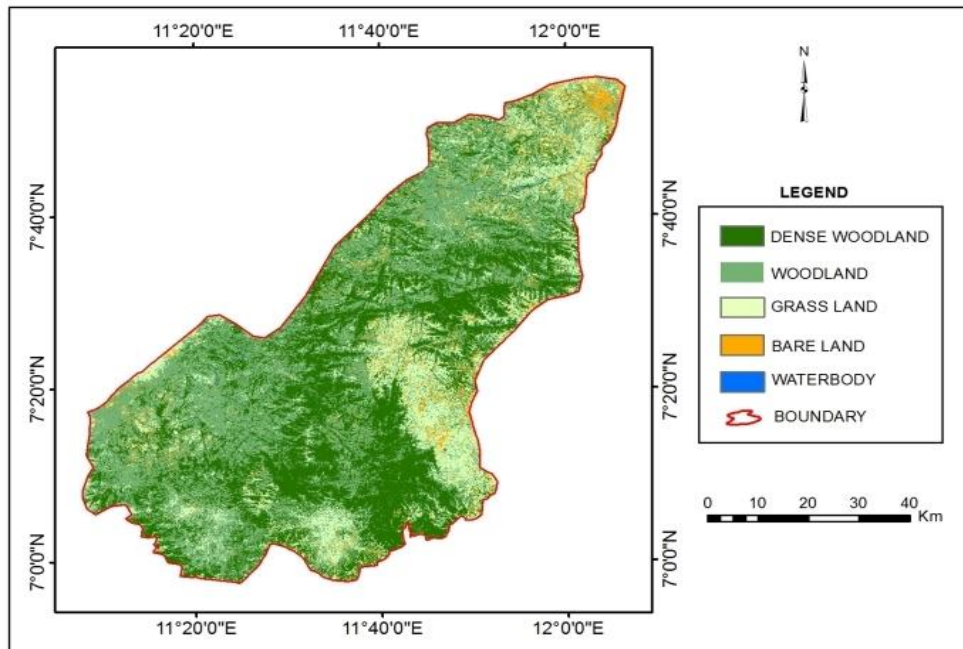 11°20'0"E 11°40'0"E 12°0'0"E
N
7°40'0"N 7°40'0"N
7°20'0"N 7°20'0"N
7°0'0"N 7°0'0"N
11°20'0"E 11°40'0"E 12°0'0"E
LEGEND
DENSE WOODLAND
WOODLAND
GRASS LAND
BARE LAND
WATERBODY
BOUNDARY
0 5 10 20 30 40
Km